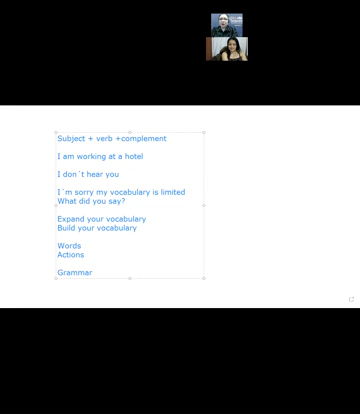 Subject + verb +complement
I am working at a hotel
I don´t hear you
I´m sorry my vocabulary is limited
What did you say?
Expand your vocabulary
Build your vocabulary
Words
Actions
Grammar